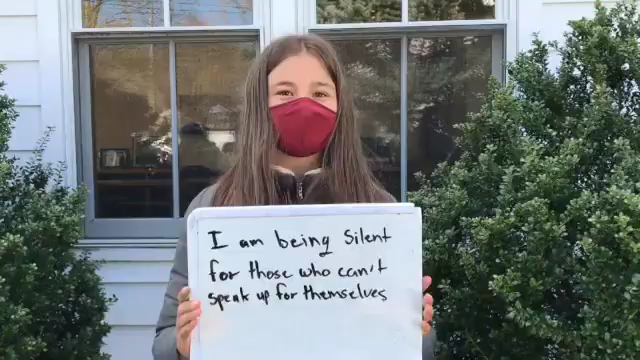 I am being Silent
for those who can't
speak up for themselves